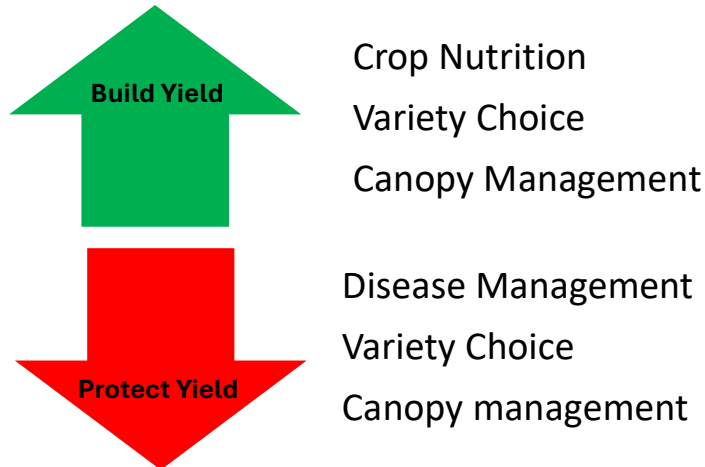 Build Yield
Crop Nutrition
Variety Choice
Canopy Management
Protect Yield
Disease Management
Variety Choice
Canopy management